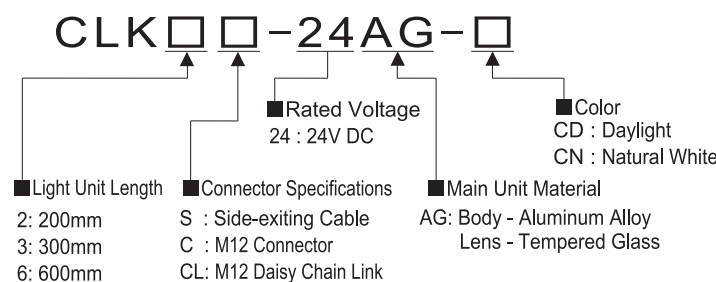 CLK□□-24AG-□
■Rated Voltage
24 : 24V DC
■Color
CD : Daylight
CN : Natural White
■Light Unit Length
2: 200mm
3: 300mm
6: 600mm
■Connector Specifications
S : Side-exiting Cable
C : M12 Connector
CL: M12 Daisy Chain Link
■Main Unit Material
AG: Body - Aluminum Alloy
Lens - Tempered Glass